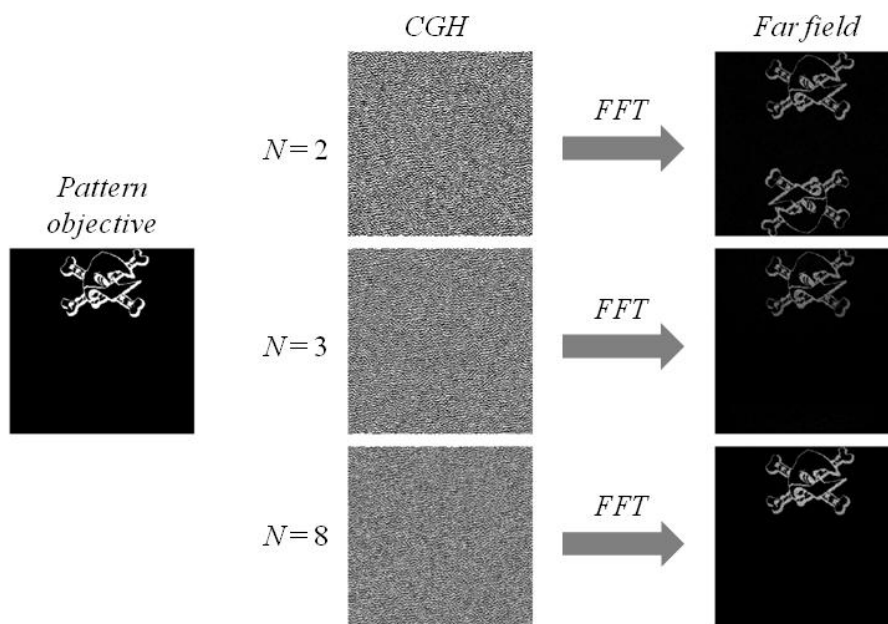 CGH
Far field
N = 2
FFT
Pattern
objective
N = 3
FFT
N = 8
FFT